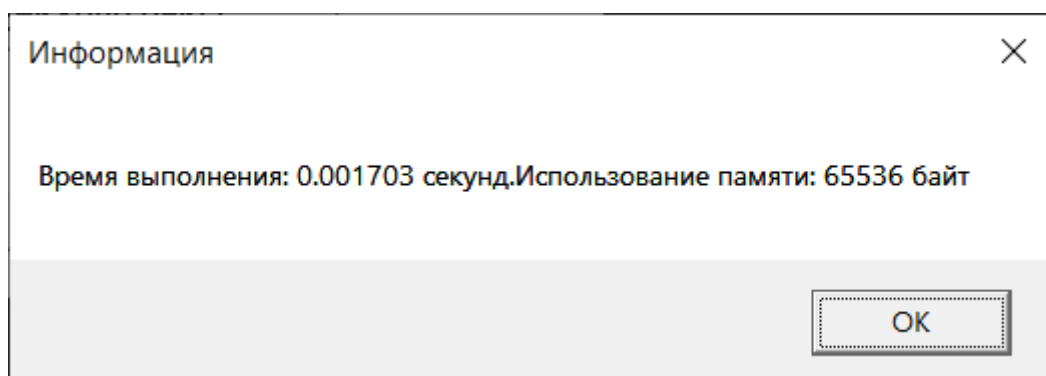 Информация
Время выполнения: 0.001703 секунд.Использование памяти: 65536 байт
OK